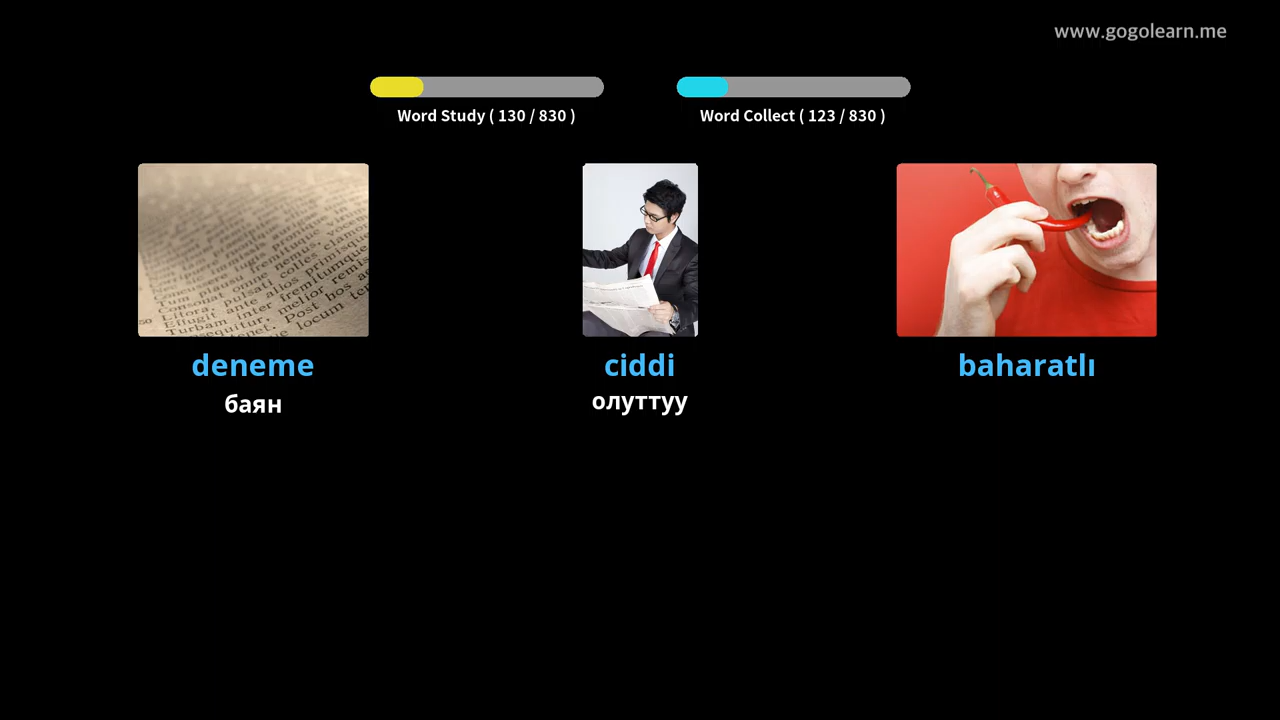 www.gogolearn.me
Word Study ( 130 / 830 )
Word Collect ( 123 / 830 )
deneme
ciddi
baharatlı
баян
олуттуу